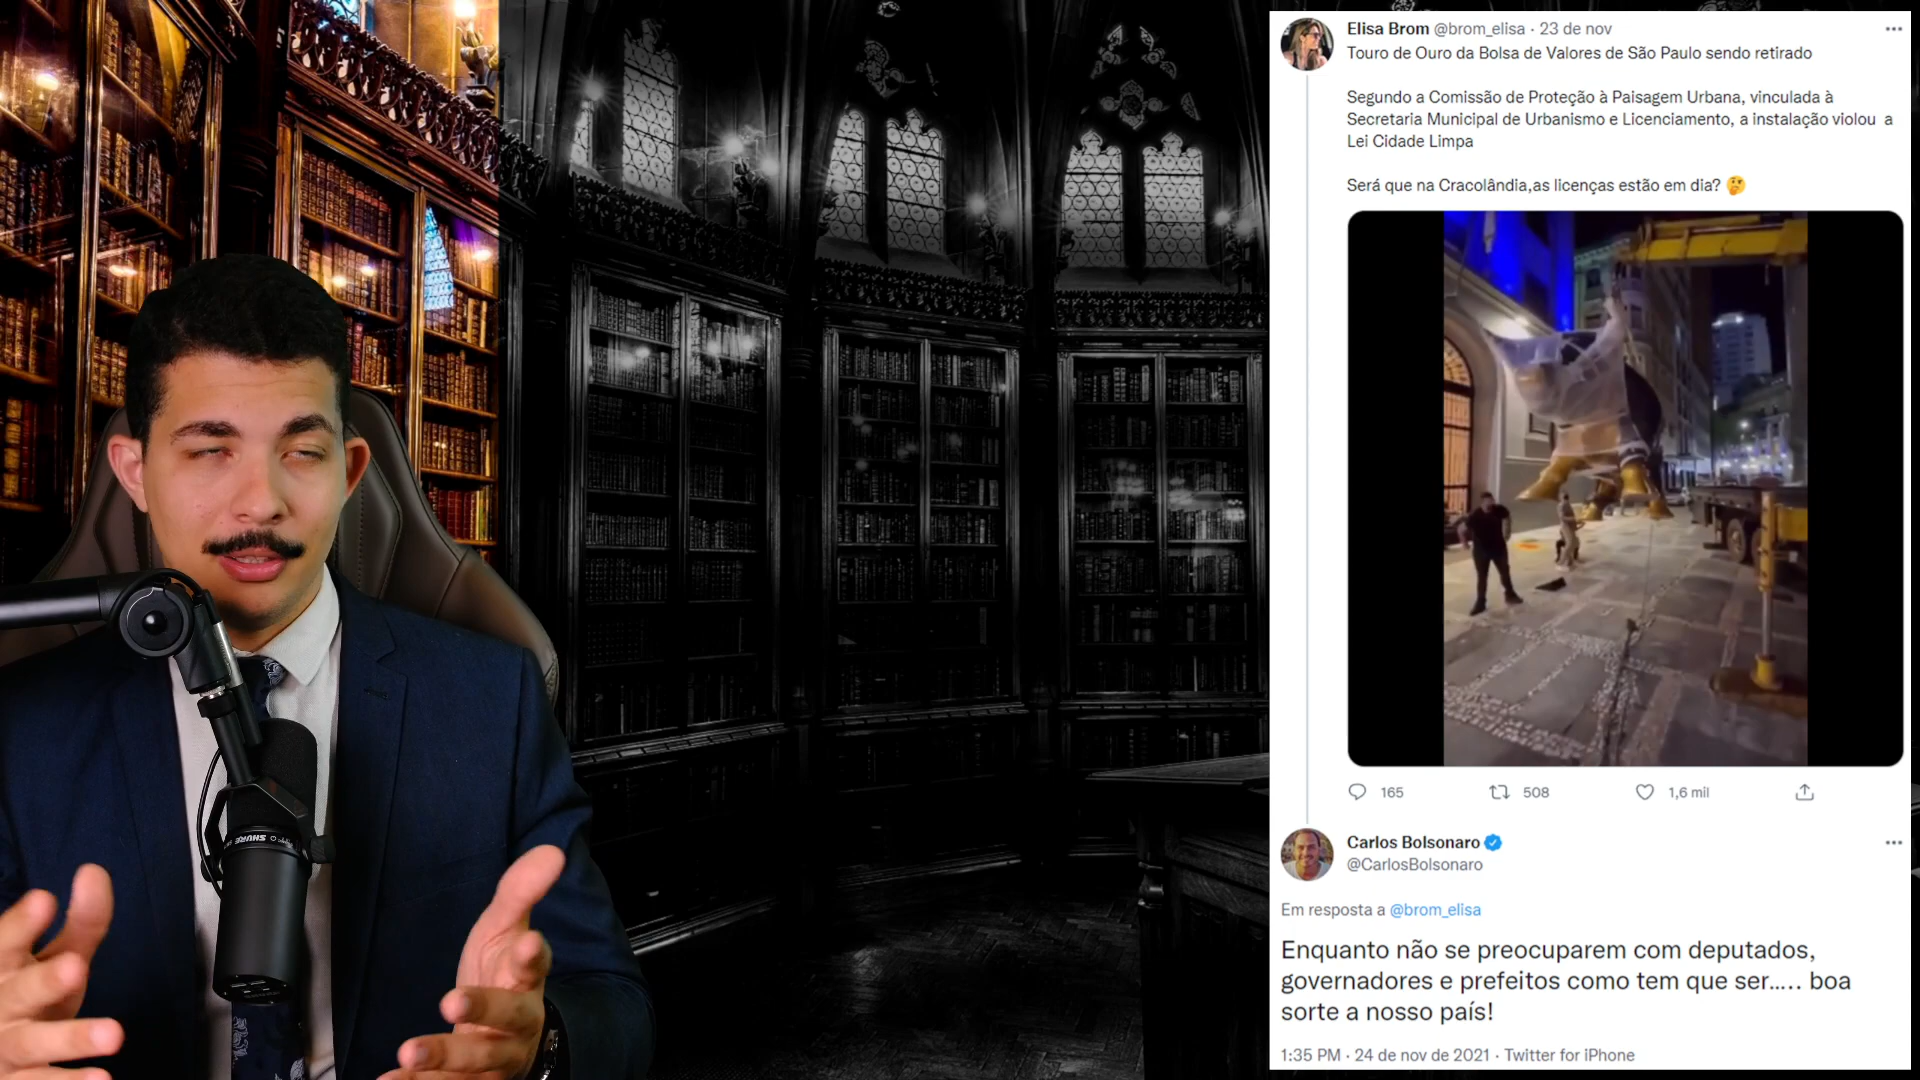 Elisa Brom @brom_elisa · 23 de nov
Touro de Ouro da Bolsa de Valores de São Paulo sendo retirado
Segundo a Comissão de Proteção à Paisagem Urbana, vinculada à
Secretaria Municipal de Urbanismo e Licenciamento, a instalação violou a
Lei Cidade Limpa
Será que na Cracolândia,as licenças estão em dia? 🤔
165 508 1,6 mil
Carlos Bolsonaro
@CarlosBolsonaro
Em resposta a @brom_elisa
Enquanto não se preocuparem com deputados,
governadores e prefeitos como tem que ser..... boa
sorte a nosso país!
1:35 PM · 24 de nov de 2021 · Twitter for iPhone
SHURE